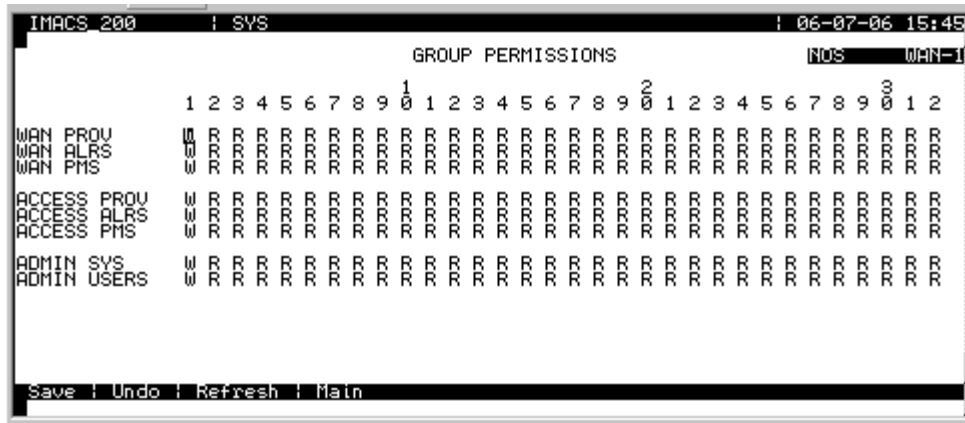 IMACS_200 | SYS | 06-07-06 15:45
GROUP PERMISSIONS NOS WAN-1
1 2 3
1 2 3 4 5 6 7 8 9 0 1 2 3 4 5 6 7 8 9 0 1 2 3 4 5 6 7 8 9 0 1 2
WAN PROV W R R R R R R R R R R R R R R R R R R R R R R R R R R R R R R R
WAN ALRS W R R R R R R R R R R R R R R R R R R R R R R R R R R R R R R R
WAN PMS W R R R R R R R R R R R R R R R R R R R R R R R R R R R R R R R
ACCESS PROV W R R R R R R R R R R R R R R R R R R R R R R R R R R R R R R R
ACCESS ALRS W R R R R R R R R R R R R R R R R R R R R R R R R R R R R R R R
ACCESS PMS W R R R R R R R R R R R R R R R R R R R R R R R R R R R R R R R
ADMIN SYS W R R R R R R R R R R R R R R R R R R R R R R R R R R R R R R R
ADMIN USERS W R R R R R R R R R R R R R R R R R R R R R R R R R R R R R R R
Save | Undo | Refresh | Main